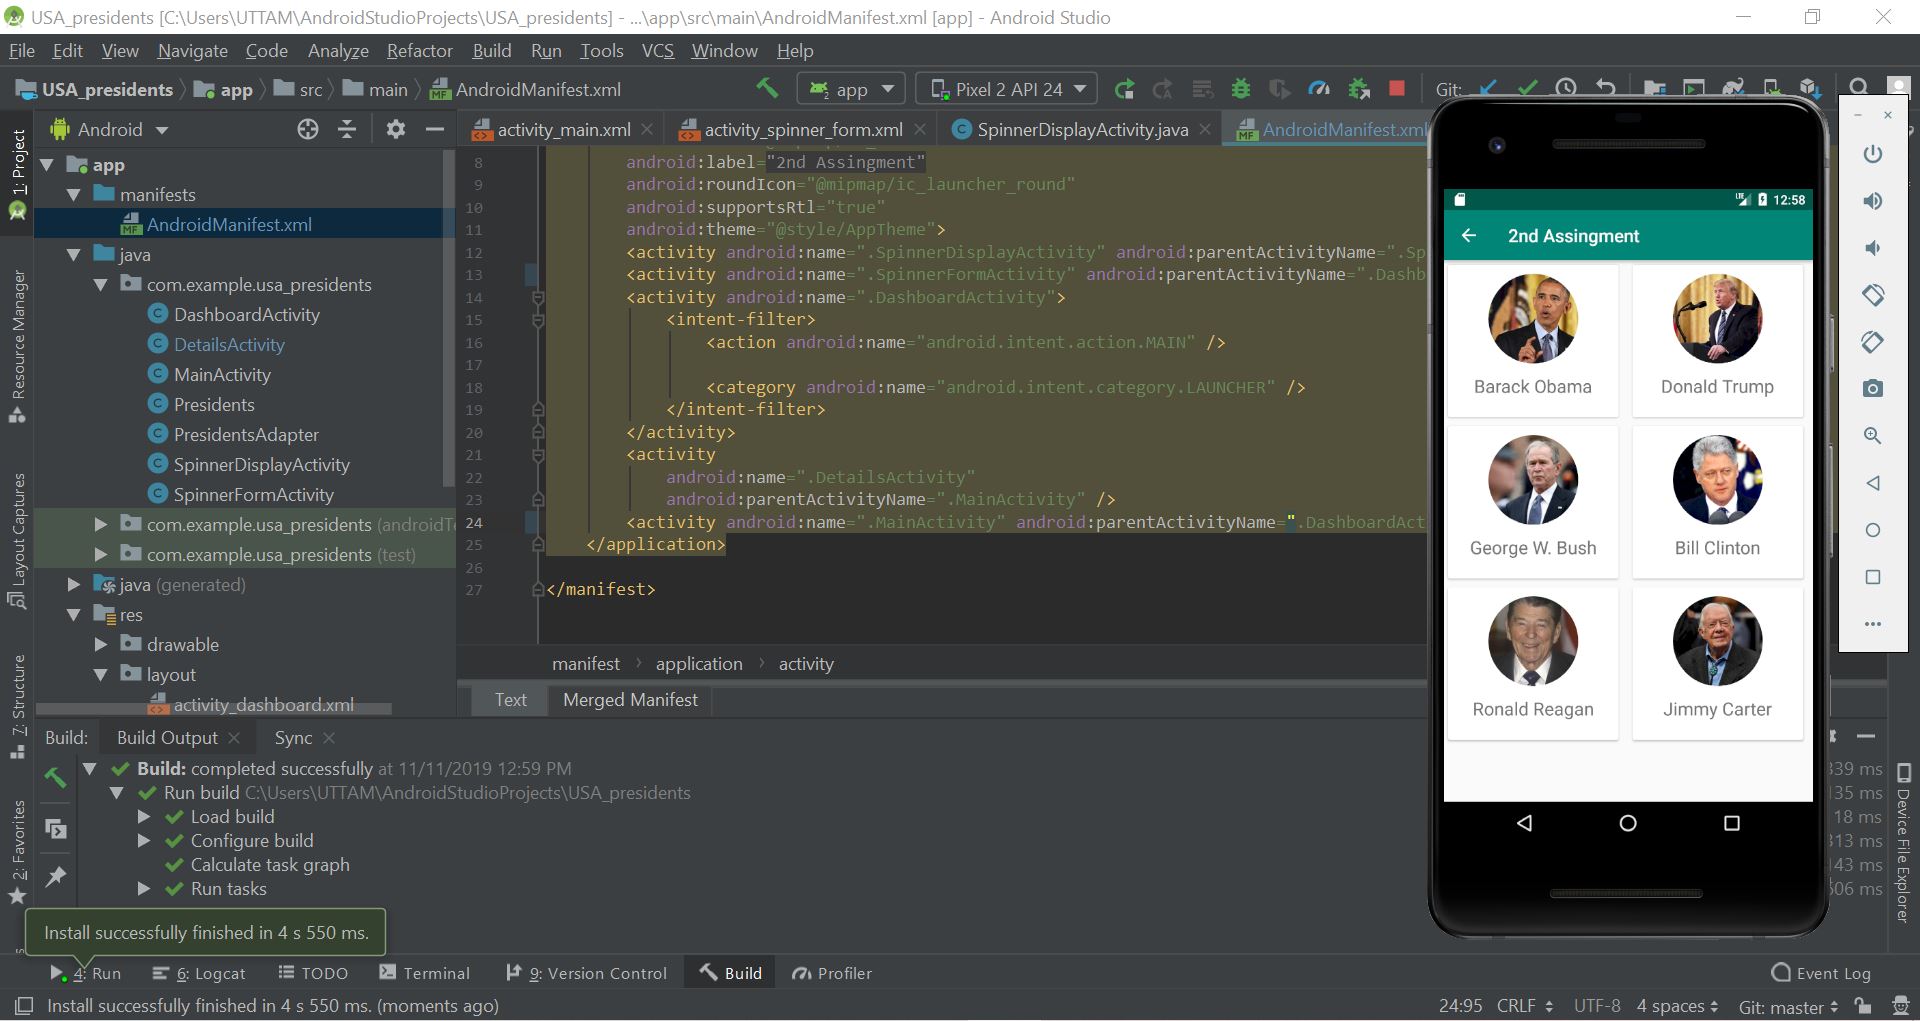 USA_presidents [C:\Users\UTTAM\AndroidStudioProjects\USA_presidents] - ...\app\src\main\AndroidManifest.xml [app] - Android Studio
File Edit View Navigate Code Analyze Refactor Build Run Tools VCS Window Help
USA_presidents app src main AndroidManifest.xml app Pixel 2 API 24 Git:
Android activity_main.xml activity_spinner_form.xml SpinnerDisplayActivity.java AndroidManifest.xml
1: Project
Resource Manager
Layout Captures
7: Structure
2: Favorites
app
manifests
AndroidManifest.xml
java
com.example.usa_presidents
DashboardActivity
DetailsActivity
MainActivity
Presidents
PresidentsAdapter
SpinnerDisplayActivity
SpinnerFormActivity
com.example.usa_presidents (androidTe
com.example.usa_presidents (test)
java (generated)
res
drawable
layout
activity_dashboard.xml
8 android:label="2nd Assingment"
9 android:roundIcon="@mipmap/ic_launcher_round"
10 android:supportsRtl="true"
11 android:theme="@style/AppTheme">
12 <activity android:name=".SpinnerDisplayActivity" android:parentActivityName=".Sp
13 <activity android:name=".SpinnerFormActivity" android:parentActivityName=".Dashb
14 <activity android:name=".DashboardActivity">
15 <intent-filter>
16 <action android:name="android.intent.action.MAIN" />
17
18 <category android:name="android.intent.category.LAUNCHER" />
19 </intent-filter>
20 </activity>
21 <activity
22 android:name=".DetailsActivity"
23 android:parentActivityName=".MainActivity" />
24 <activity android:name=".MainActivity" android:parentActivityName=".DashboardAct
25 </application>
26
27 </manifest>
manifest › application › activity
Text Merged Manifest
LTE 12:58
2nd Assingment
Barack Obama Donald Trump
George W. Bush Bill Clinton
Ronald Reagan Jimmy Carter
Build: Build Output Sync
Build: completed successfully at 11/11/2019 12:59 PM
Run build C:\Users\UTTAM\AndroidStudioProjects\USA_presidents
Load build
Configure build
Calculate task graph
Run tasks
339 ms
135 ms
18 ms
313 ms
143 ms
606 ms
Device File Explorer
Install successfully finished in 4 s 550 ms.
4: Run 6: Logcat TODO Terminal 9: Version Control Build Profiler Event Log
Install successfully finished in 4 s 550 ms. (moments ago) 24:95 CRLF UTF-8 4 spaces Git: master